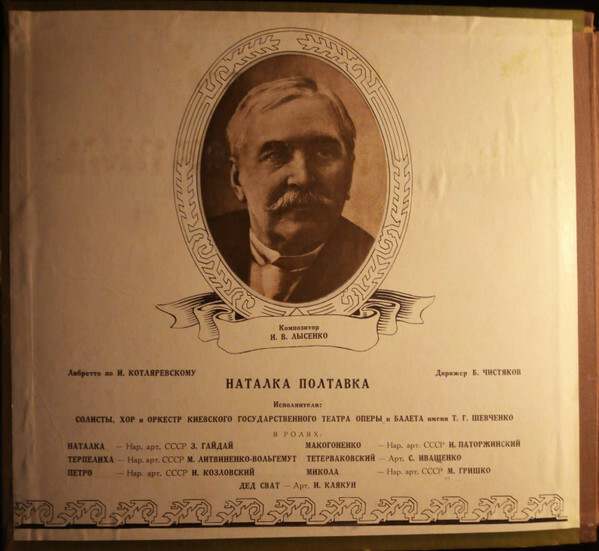 Композитор
Н. В. ЛЫСЕНКО
Либретто по И. КОТЛЯРЕВСКОМУ
Дирижер Б. ЧИСТЯКОВ
НАТАЛКА ПОЛТАВКА
Исполнители:
СОЛИСТЫ, ХОР и ОРКЕСТР КИЕВСКОГО ГОСУДАРСТВЕННОГО ТЕАТРА ОПЕРЫ и БАЛЕТА имени Т. Г. ШЕВЧЕНКО
В РОЛЯХ:
НАТАЛКА — Нар. арт. СССР З. ГАЙДАЙ
МАКОГОНЕНКО — Нар. арт. СССР И. ПАТОРЖИНСКИЙ
ТЕРПЕЛИХА — Нар. арт. СССР М. ЛИТВИНЕНКО-ВОЛЬГЕМУТ
ТЕТЕРВАКОВСКИЙ — Арт. С. ИВАЩЕНКО
ПЕТРО — Нар. арт. СССР И. КОЗЛОВСКИЙ
МИКОЛА — Нар. арт. СССР М. ГРИШКО
ДЕД СВАТ — Арт. И. КЛЯКУН